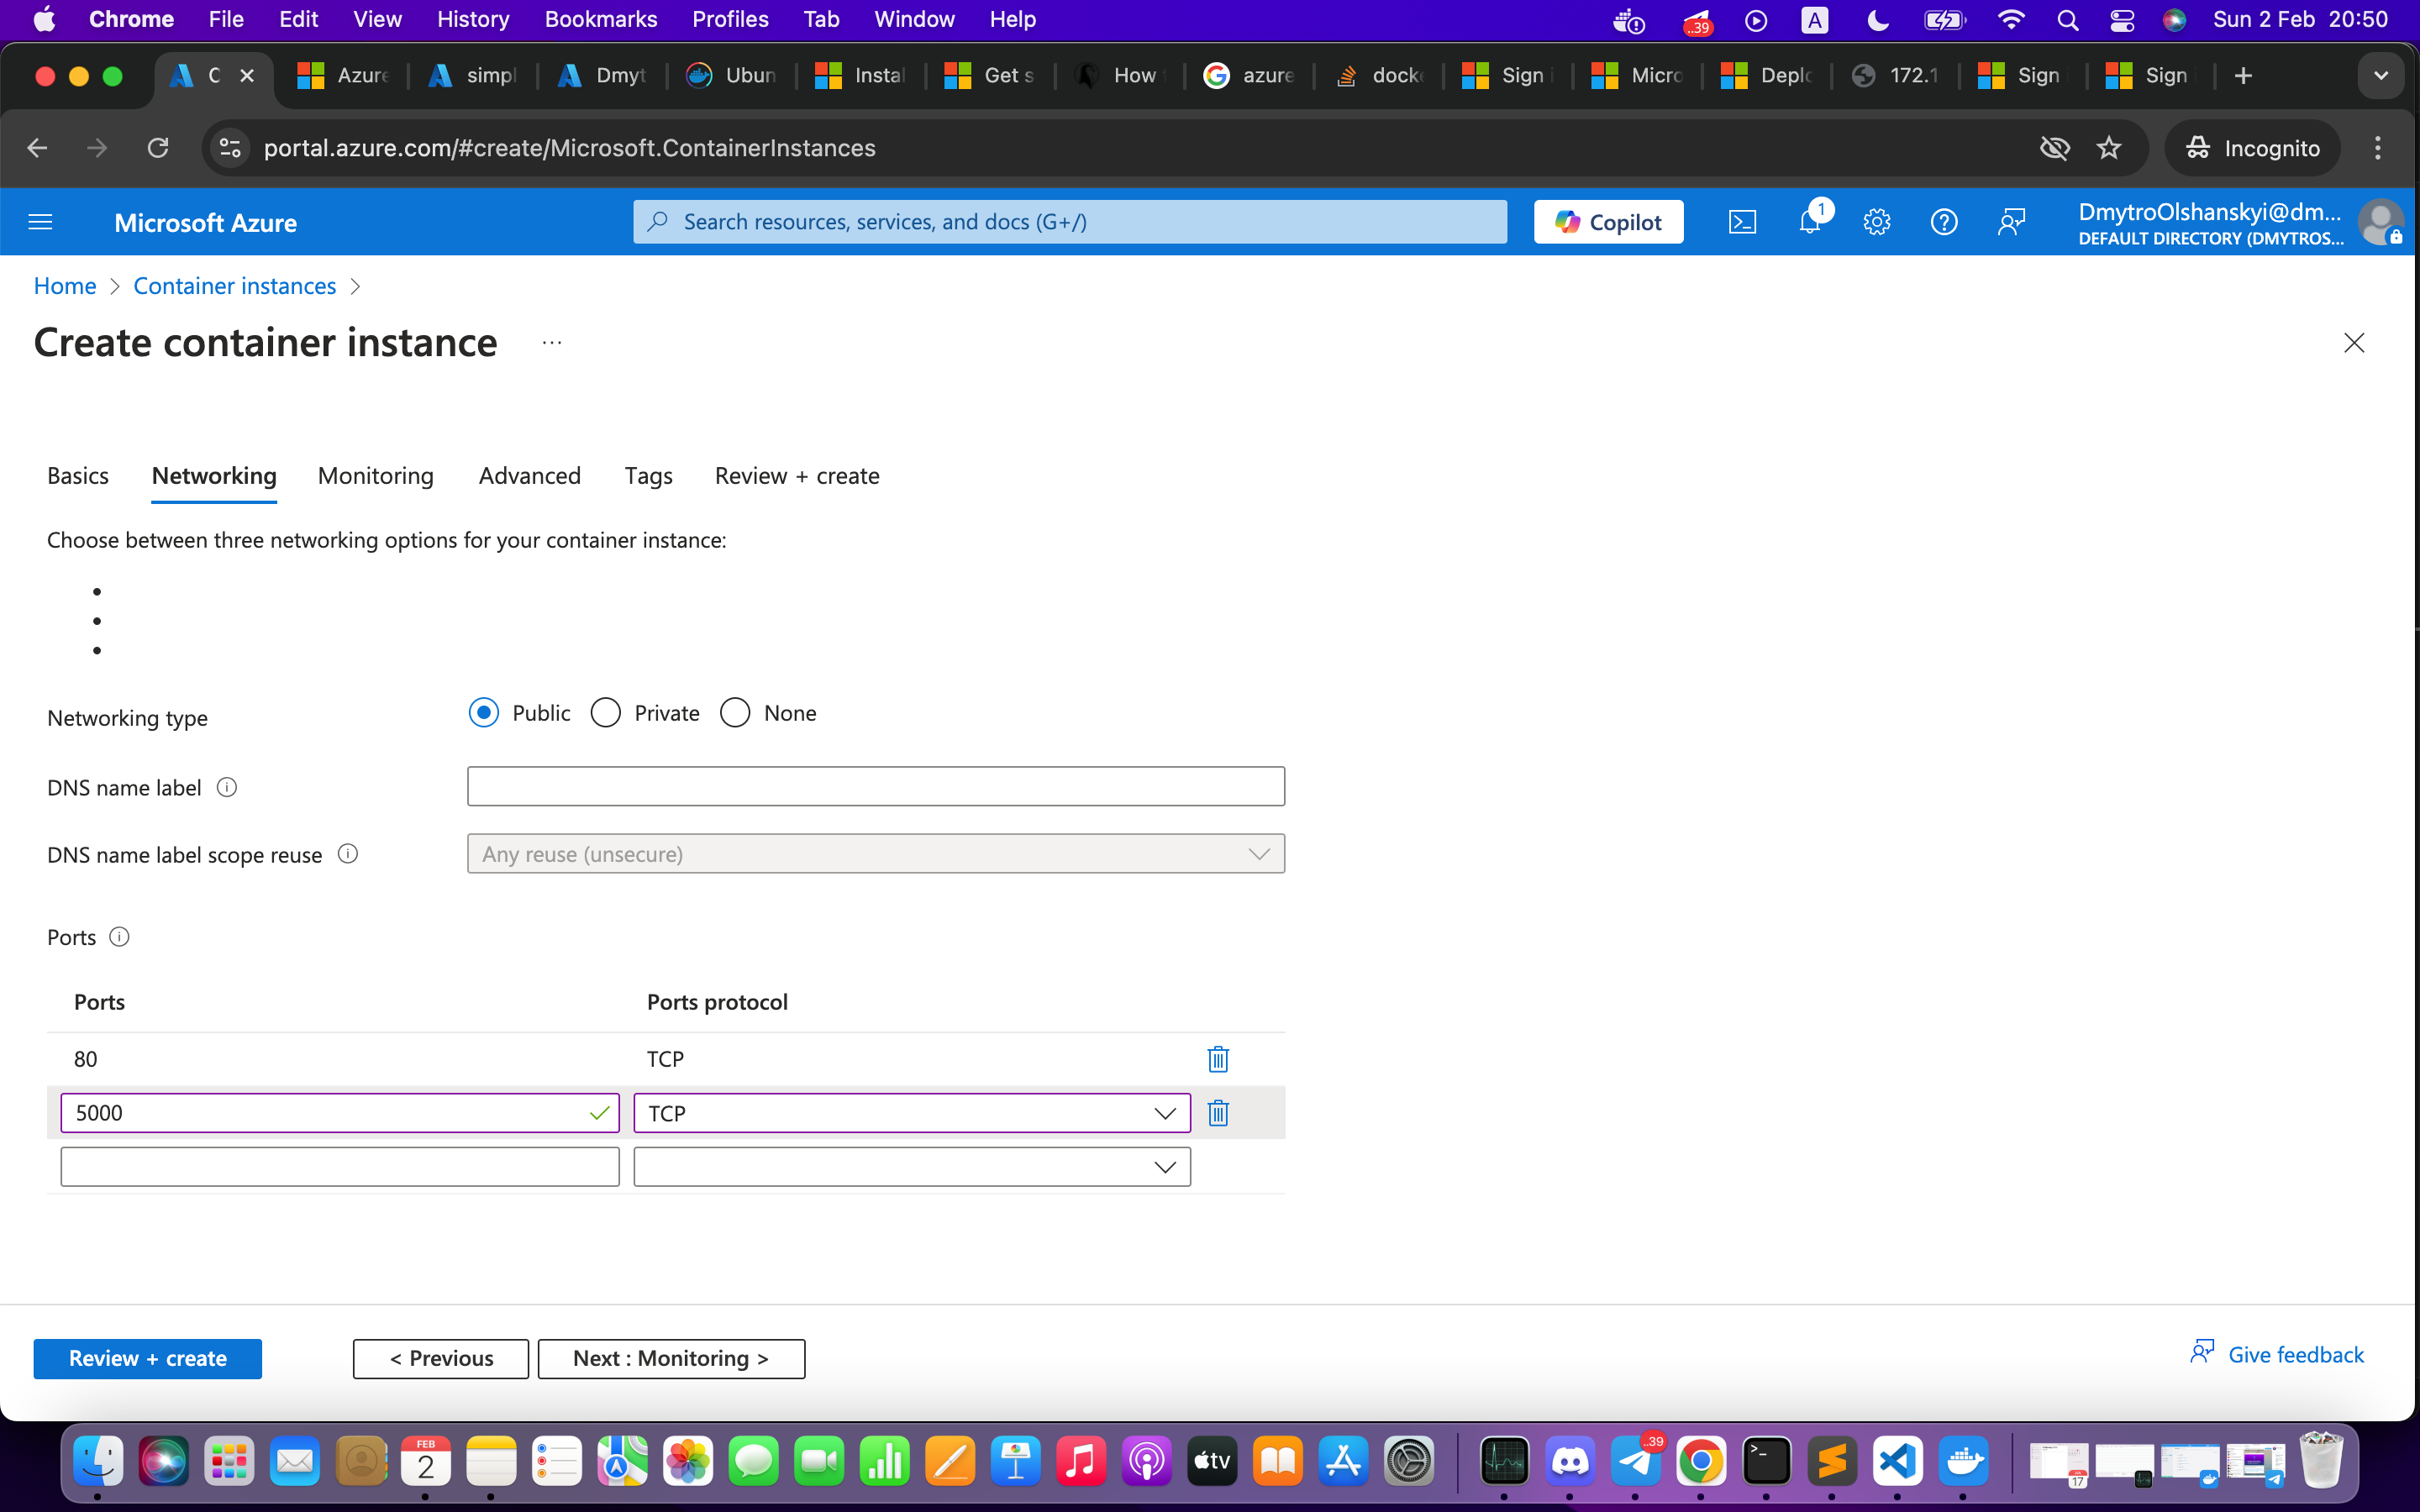 Chrome File Edit View History Bookmarks Profiles Tab Window Help ..39 A Sun 2 Feb 20:50
C Azure simpl Dmyt Ubun Instal Get s How azure docke Sign Micro Deplo 172.1 Sign Sign
portal.azure.com/#create/Microsoft.ContainerInstances Incognito
Microsoft Azure Search resources, services, and docs (G+/) Copilot 1 DmytroOlshanskyi@dm...
DEFAULT DIRECTORY (DMYTROS...
Home > Container instances >
Create container instance ...
Basics Networking Monitoring Advanced Tags Review + create
Choose between three networking options for your container instance:
Networking type Public Private None
DNS name label
DNS name label scope reuse Any reuse (unsecure)
Ports
Ports Ports protocol
80 TCP
5000 TCP
Review + create < Previous Next : Monitoring > Give feedback
FEB 2 tv ..39 17